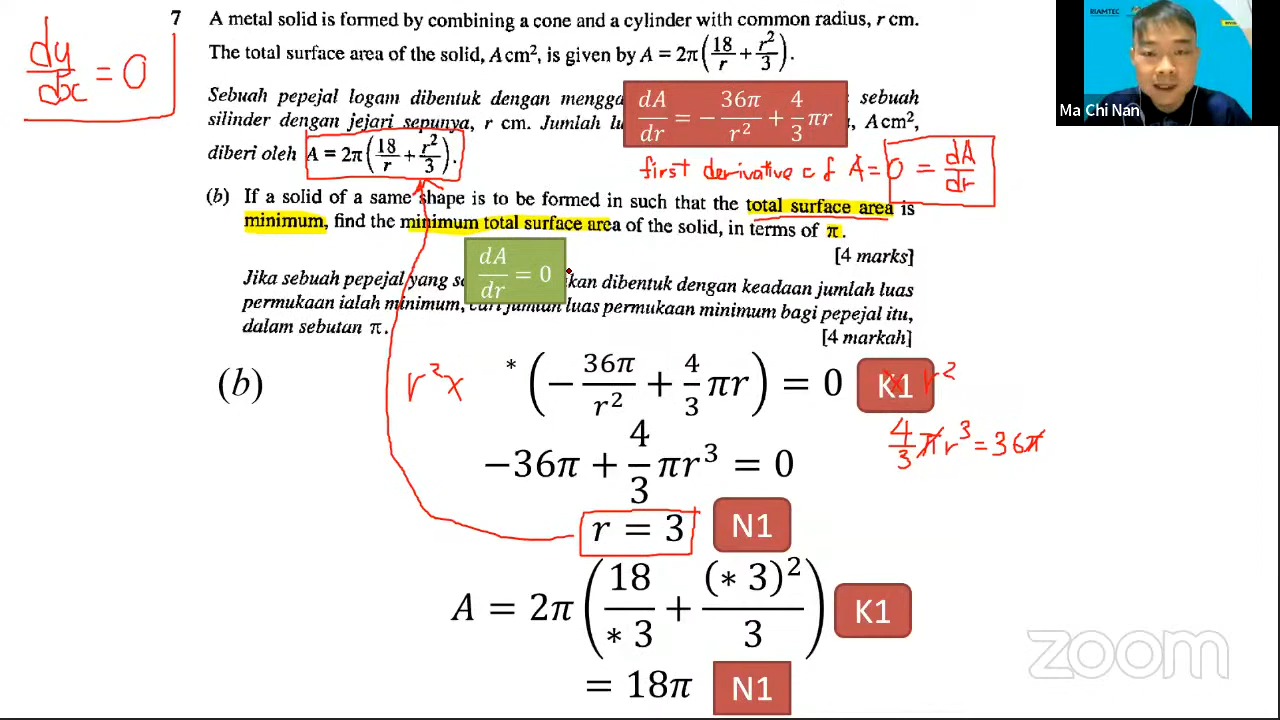 dy/dx = 0
7 A metal solid is formed by combining a cone and a cylinder with common radius, r cm.
The total surface area of the solid, A cm², is given by A = 2π(18/r + r²/3).
Sebuah pepejal logam dibentuk dengan mengga
sebuah
silinder dengan jejari sepunya, r cm. Jumlah lu
, A cm²,
diberi oleh A = 2π(18/r + r²/3).
dA/dr = −36π/r² + 4/3 πr
first derivative of A = 0 = dA/dr
(b) If a solid of a same shape is to be formed in such that the total surface area is
minimum, find the minimum total surface area of the solid, in terms of π.
[4 marks]
dA/dr = 0
Jika sebuah pepejal yang s
kan dibentuk dengan keadaan jumlah luas
permukaan ialah minimum, cari jumlah luas permukaan minimum bagi pepejal itu,
dalam sebutan π.
[4 markah]
(b) r²x *(−36π/r² + 4/3 πr) = 0 K1 x r²
4/3 πr³ = 36π
−36π + 4/3 πr³ = 0
r = 3 N1
A = 2π(18/*3 + (*3)²/3) K1
= 18π N1
Ma Chi Nan
zoom